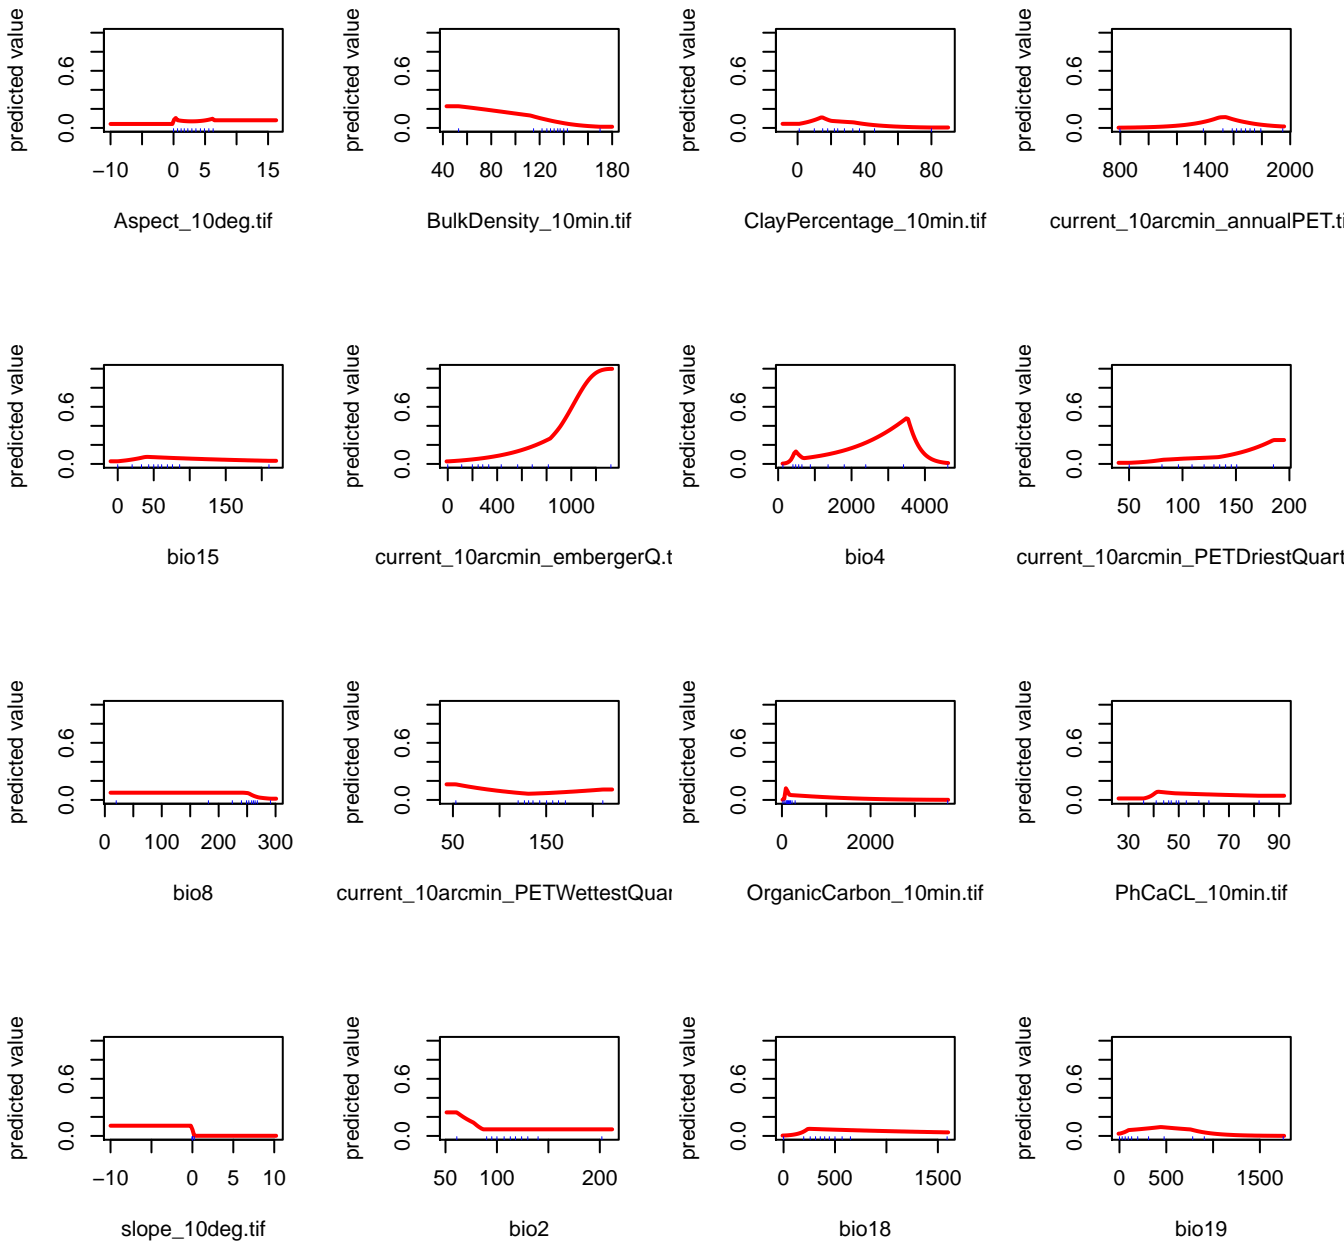 predicted value
0.0 0.6
−10 0 5 15
Aspect_10deg.tif
predicted value
0.0 0.6
40 80 120 180
BulkDensity_10min.tif
predicted value
0.0 0.6
0 40 80
ClayPercentage_10min.tif
predicted value
0.0 0.6
800 1400 2000
current_10arcmin_annualPET.ti
predicted value
0.0 0.6
0 50 150
bio15
predicted value
0.0 0.6
0 400 1000
current_10arcmin_embergerQ.t
predicted value
0.0 0.6
0 2000 4000
bio4
predicted value
0.0 0.6
50 100 150 200
current_10arcmin_PETDriestQuart
predicted value
0.0 0.6
0 100 200 300
bio8
predicted value
0.0 0.6
50 150
current_10arcmin_PETWettestQuar
predicted value
0.0 0.6
0 2000
OrganicCarbon_10min.tif
predicted value
0.0 0.6
30 50 70 90
PhCaCL_10min.tif
predicted value
0.0 0.6
−10 0 5 10
slope_10deg.tif
predicted value
0.0 0.6
50 100 200
bio2
predicted value
0.0 0.6
0 500 1500
bio18
predicted value
0.0 0.6
0 500 1500
bio19